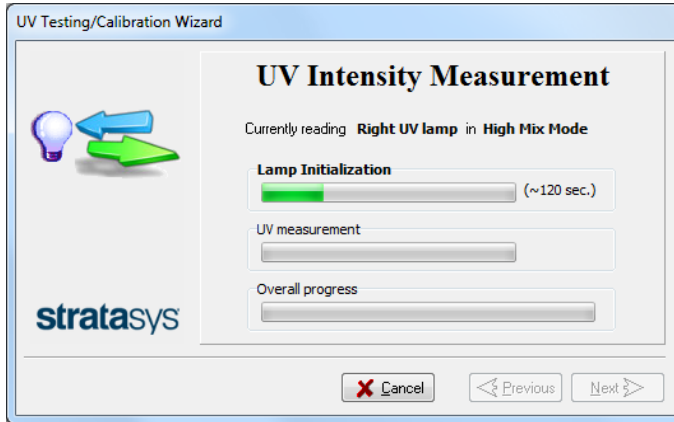 UV Testing/Calibration Wizard
UV Intensity Measurement
Currently reading Right UV lamp in High Mix Mode
Lamp Initialization
(~120 sec.)
UV measurement
Overall progress
stratasys
Cancel
Previous
Next